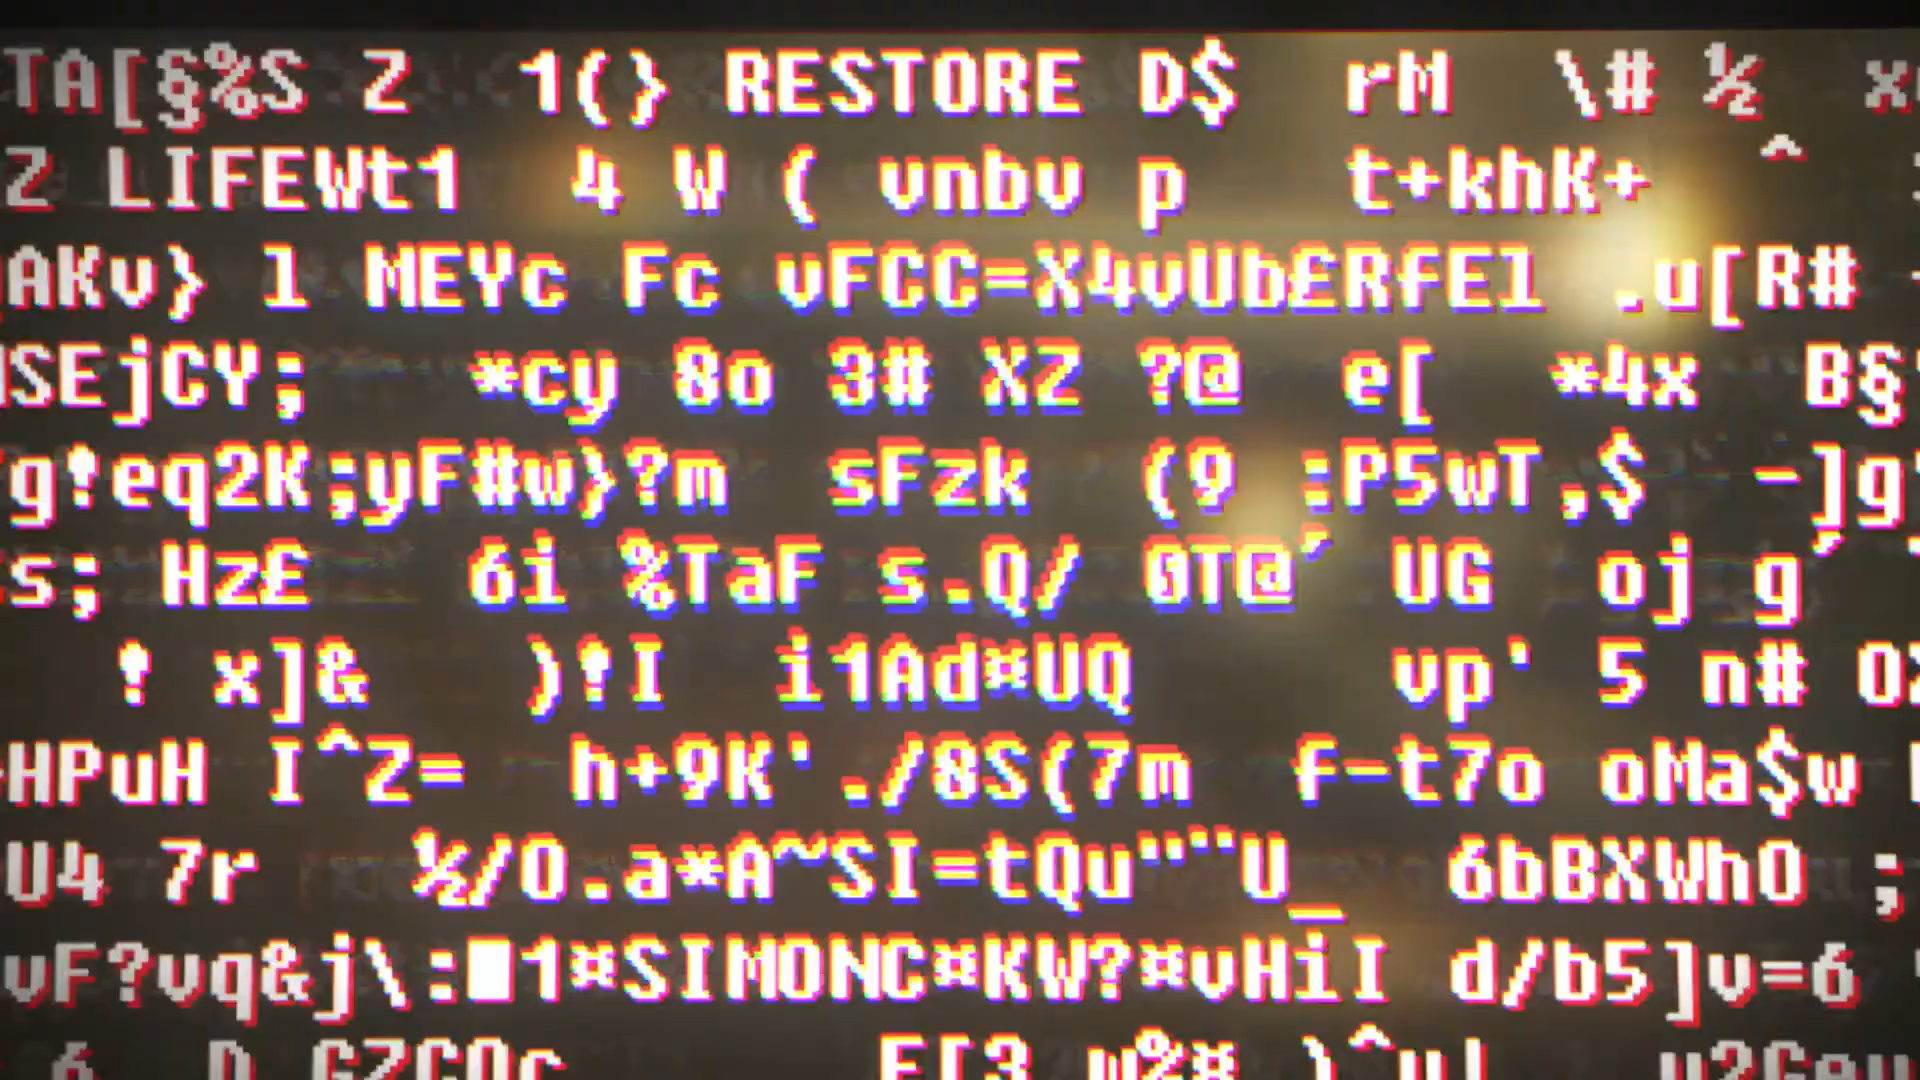 TA[§%S Z 1(} RESTORE D$ rM \# ½ x
Z LIFEWt1 4 W ( vnbv p t+khK+ ^
AKv} l MEYc Fc vFCC=X4vUb£RfEl .u[R#
SEjCY; *cy 8o 3# XZ ?@ e[ *4x B§
g!eq2K;yF#w}?m sFzk (9 :P5wT,$ -]g
s; Hz£ 6i %TaF s.Q/ 0T@´ UG oj g´
! x]& )!I i1Ad¤UQ vp' 5 n# O
HPuH I^Z= h+9K'./8S(7m f-t7o oMa$w
U4 7r ½/O.a*A~SI=tQu"¨U_ 6bBXWhO ;
vF?vq&j\:■1¤SIMONC¤KW?¤vHiI d/b5]v=6